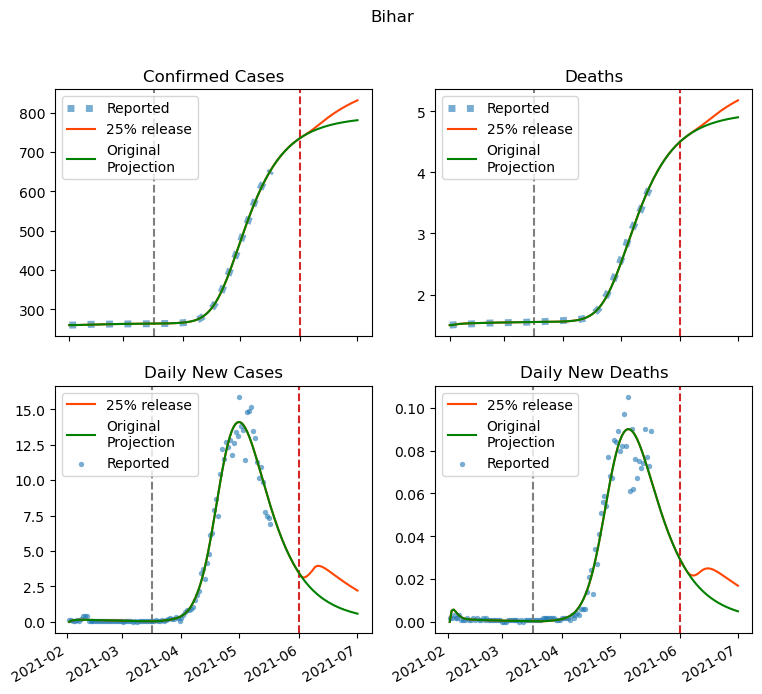 Bihar
Confirmed Cases
Reported
25% release
Original
Projection
800
700
600
500
400
300
Deaths
Reported
25% release
Original
Projection
5
4
3
2
Daily New Cases
25% release
Original
Projection
Reported
15.0
12.5
10.0
7.5
5.0
2.5
0.0
2021-02
2021-03
2021-04
2021-05
2021-06
2021-07
Daily New Deaths
25% release
Original
Projection
Reported
0.10
0.08
0.06
0.04
0.02
0.00
2021-02
2021-03
2021-04
2021-05
2021-06
2021-07